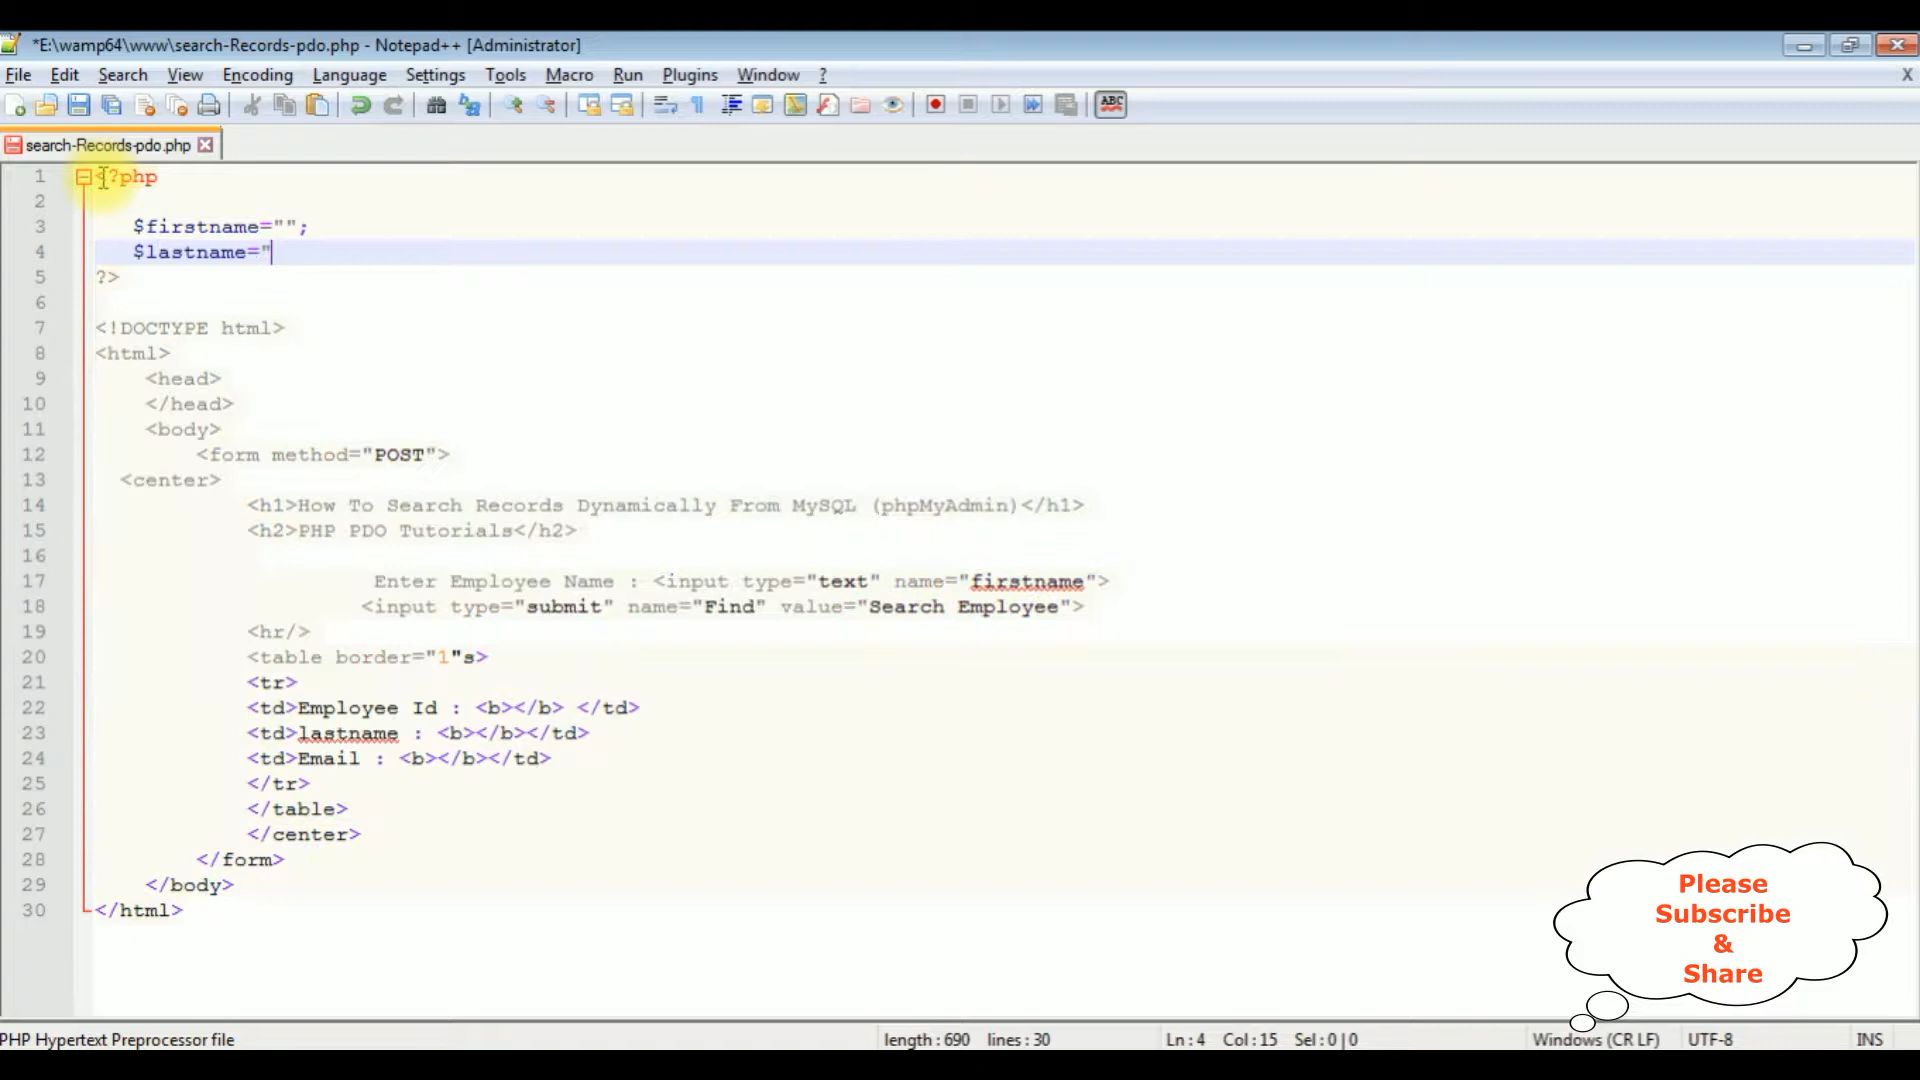 *E:\wamp64\www\search-Records-pdo.php - Notepad++ [Administrator]
File Edit Search View Encoding Language Settings Tools Macro Run Plugins Window ? X
ABC
search-Records-pdo.php
1 <?php
2
3 $firstname="";
4 $lastname="
5 ?>
6
7 <!DOCTYPE html>
8 <html>
9 <head>
10 </head>
11 <body>
12 <form method="POST">
13 <center>
14 <h1>How To Search Records Dynamically From MySQL (phpMyAdmin)</h1>
15 <h2>PHP PDO Tutorials</h2>
16
17 Enter Employee Name : <input type="text" name="firstname">
18 <input type="submit" name="Find" value="Search Employee">
19 <hr/>
20 <table border="1"s>
21 <tr>
22 <td>Employee Id : <b></b> </td>
23 <td>lastname : <b></b></td>
24 <td>Email : <b></b></td>
25 </tr>
26 </table>
27 </center>
28 </form>
29 </body>
30 </html>
Please
Subscribe
&
Share
PHP Hypertext Preprocessor file length : 690 lines : 30 Ln : 4 Col : 15 Sel : 0 | 0 Windows (CR LF) UTF-8 INS